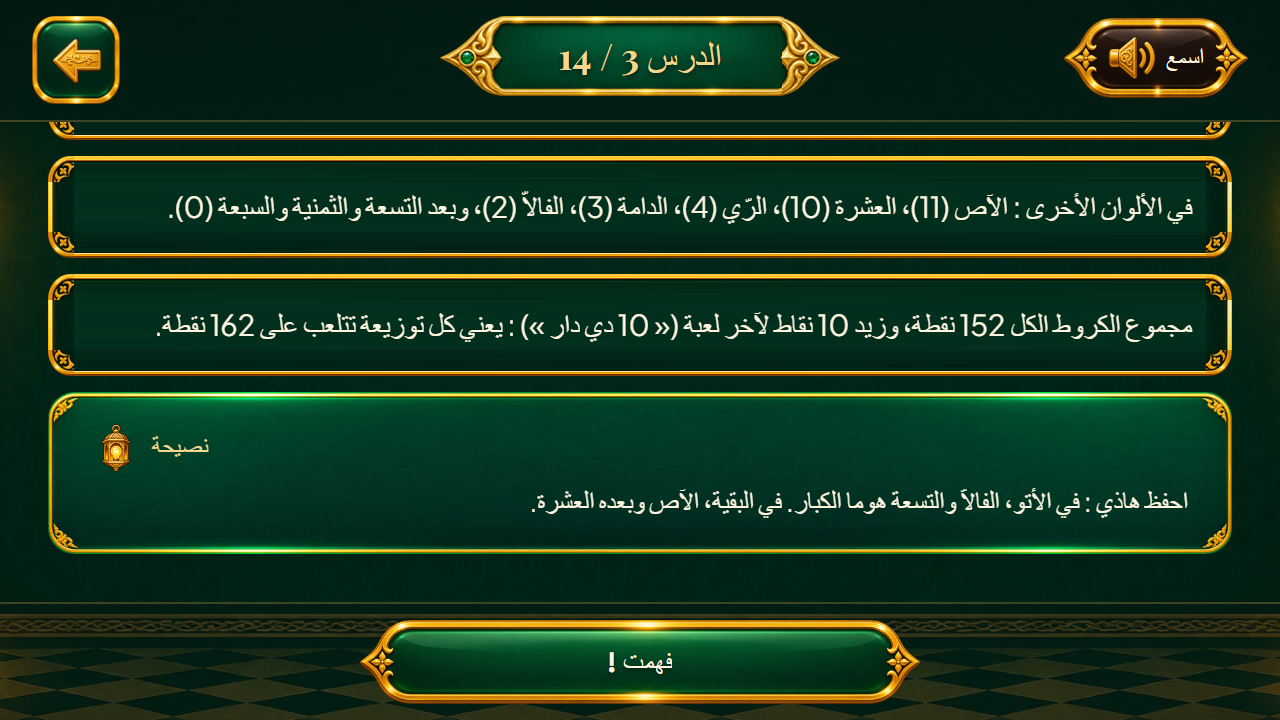 اسمع
الدرس 3 / 14
في الألوان الأخرى : الآص (11)، العشرة (10)، الرّي (4)، الدامة (3)، الفالاّ (2)، وبعد التسعة والثمنية والسبعة (0).
مجموع الكروط الكل 152 نقطة، وزيد 10 نقاط لآخر لعبة (« 10 دي دار ») : يعني كل توزيعة تتلعب على 162 نقطة.
نصيحة
احفظ هاذي : في الأتو، الفالاّ والتسعة هوما الكبار. في البقية، الآص وبعده العشرة.
فهمت !